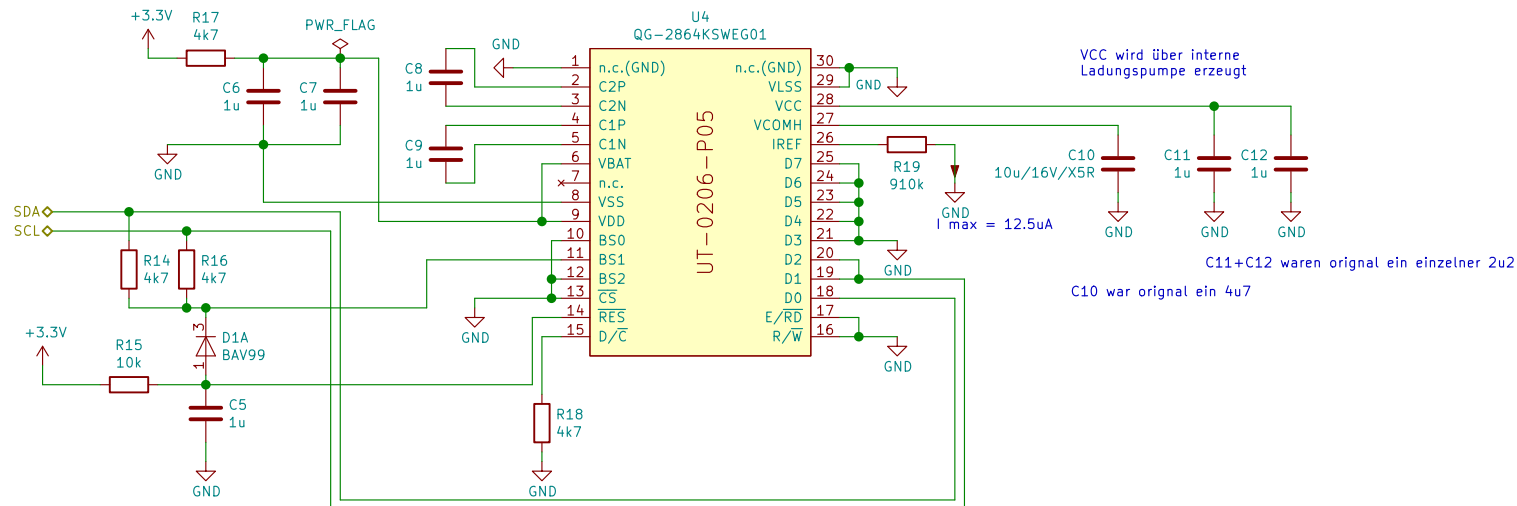 +3.3V
R17
4k7
PWR_FLAG
C6
1u
C7
1u
GND
SDA
SCL
R14
4k7
R16
4k7
+3.3V
R15
10k
3
1
D1A
BAV99
C5
1u
GND
GND
C8
1u
C9
1u
GND
R18
4k7
GND
U4
QG-2864KSWEG01
UT-0206-P05
1 n.c.(GND)
2 C2P
3 C2N
4 C1P
5 C1N
6 VBAT
7 n.c.
8 VSS
9 VDD
10 BS0
11 BS1
12 BS2
13 CS
14 RES
15 D/C
n.c.(GND) 30
VLSS 29
VCC 28
VCOMH 27
IREF 26
D7 25
D6 24
D5 23
D4 22
D3 21
D2 20
D1 19
D0 18
E/RD 17
R/W 16
GND
R19
910k
GND
I max = 12.5uA
GND
GND
VCC wird über interne
Ladungspumpe erzeugt
C10
10u/16V/X5R
GND
C11
1u
GND
C12
1u
GND
C11+C12 waren orignal ein einzelner 2u2
C10 war orignal ein 4u7